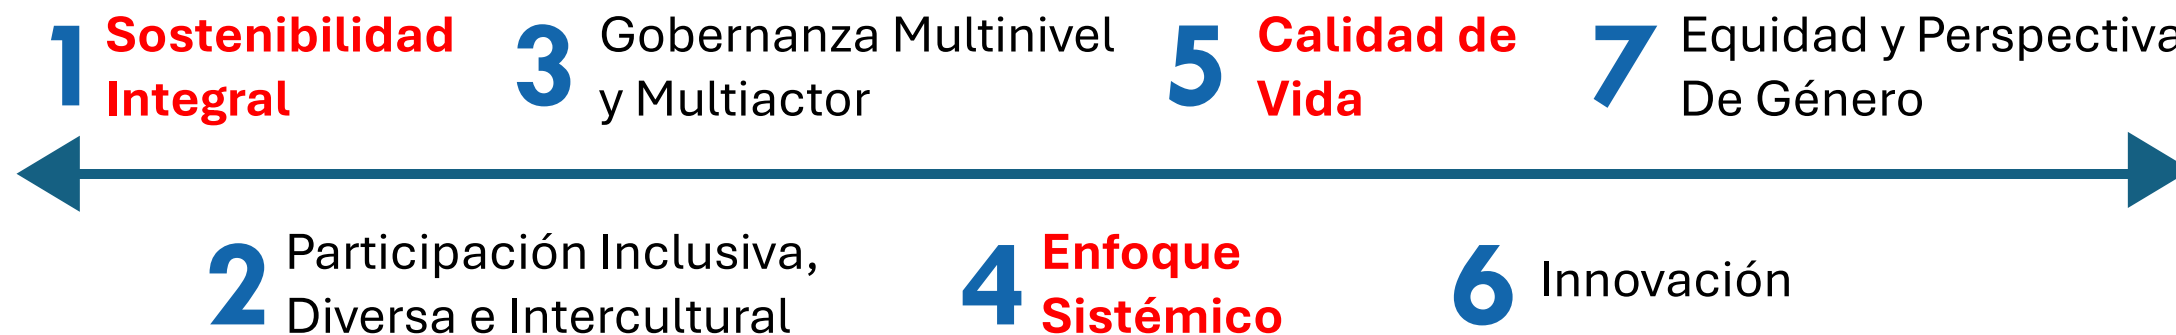 1 Sostenibilidad
Integral
3 Gobernanza Multinivel
y Multiactor
5 Calidad de
Vida
7 Equidad y Perspectiva
De Género
2 Participación Inclusiva,
Diversa e Intercultural
4 Enfoque
Sistémico
6 Innovación